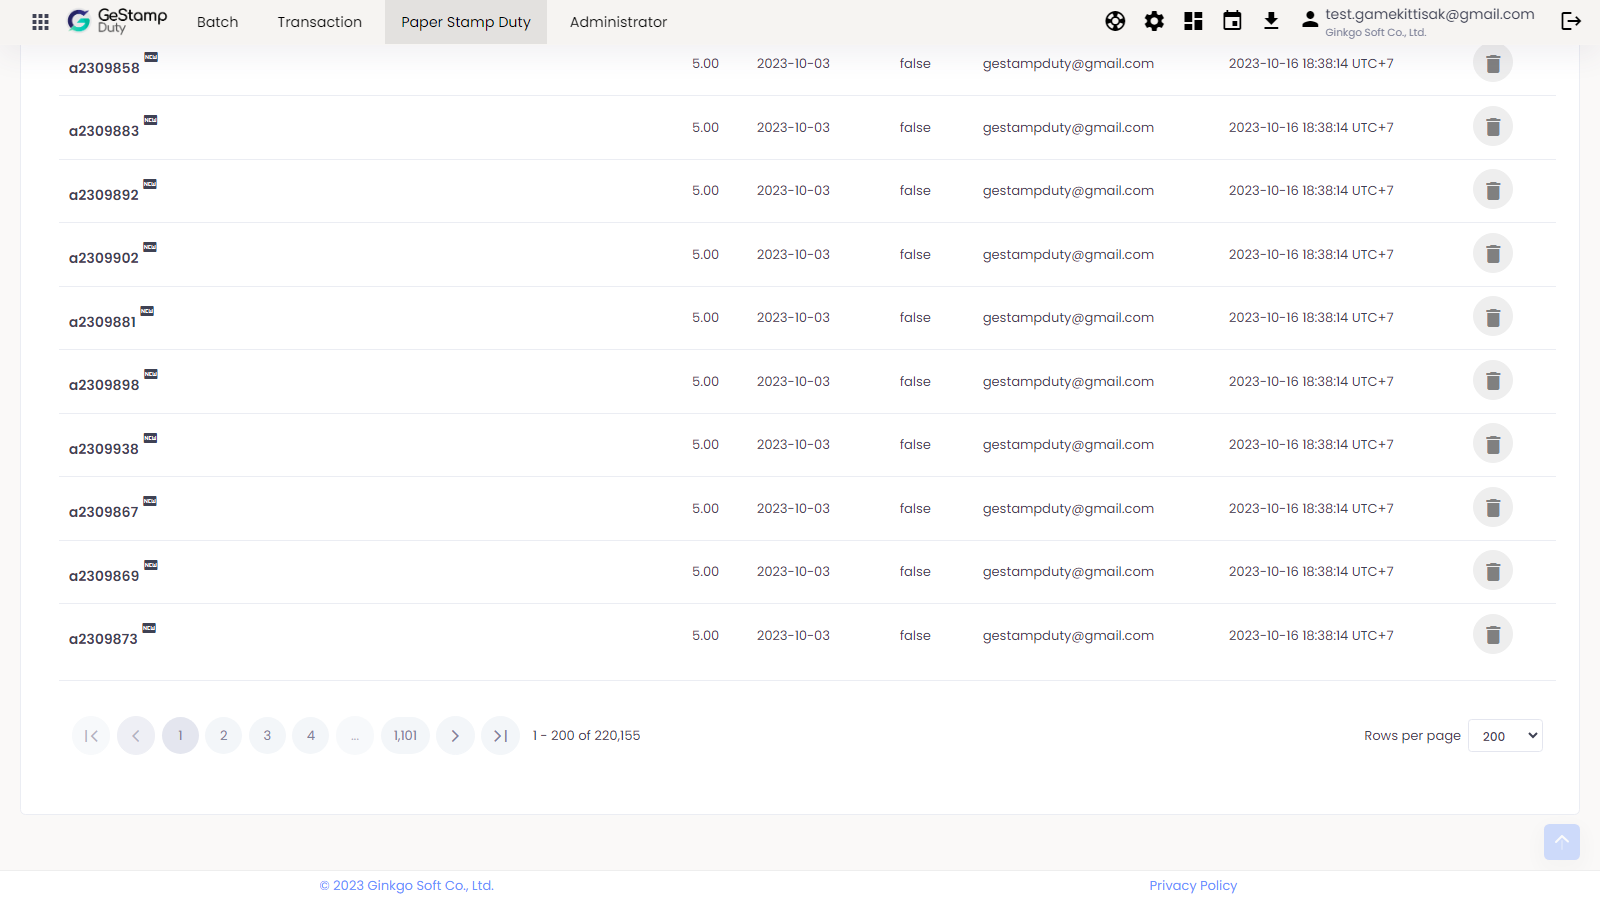 GeStamp
Duty
Batch
Transaction
Paper Stamp Duty
Administrator
test.gamekittisak@gmail.com
Ginkgo Soft Co., Ltd.
a2309858 NEW 5.00 2023-10-03 false gestampduty@gmail.com 2023-10-16 18:38:14 UTC+7
a2309883 NEW 5.00 2023-10-03 false gestampduty@gmail.com 2023-10-16 18:38:14 UTC+7
a2309892 NEW 5.00 2023-10-03 false gestampduty@gmail.com 2023-10-16 18:38:14 UTC+7
a2309902 NEW 5.00 2023-10-03 false gestampduty@gmail.com 2023-10-16 18:38:14 UTC+7
a2309881 NEW 5.00 2023-10-03 false gestampduty@gmail.com 2023-10-16 18:38:14 UTC+7
a2309898 NEW 5.00 2023-10-03 false gestampduty@gmail.com 2023-10-16 18:38:14 UTC+7
a2309938 NEW 5.00 2023-10-03 false gestampduty@gmail.com 2023-10-16 18:38:14 UTC+7
a2309867 NEW 5.00 2023-10-03 false gestampduty@gmail.com 2023-10-16 18:38:14 UTC+7
a2309869 NEW 5.00 2023-10-03 false gestampduty@gmail.com 2023-10-16 18:38:14 UTC+7
a2309873 NEW 5.00 2023-10-03 false gestampduty@gmail.com 2023-10-16 18:38:14 UTC+7
1 2 3 4 ... 1,101 1 - 200 of 220,155
Rows per page 200
© 2023 Ginkgo Soft Co., Ltd.
Privacy Policy